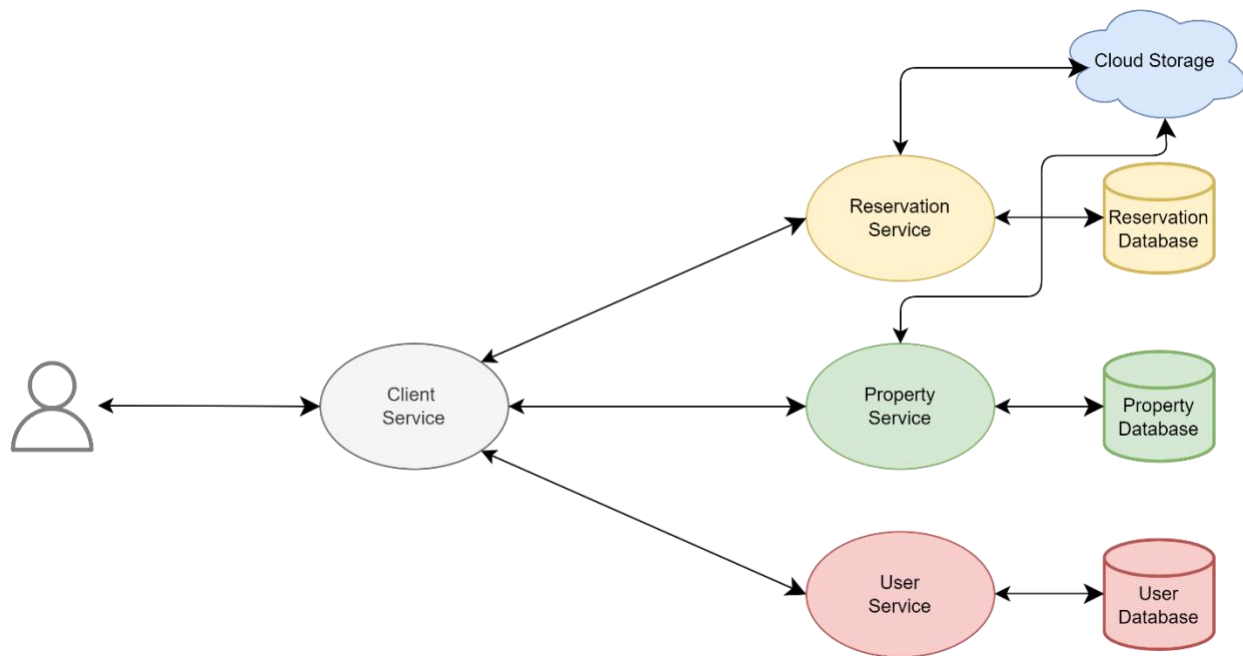 Cloud Storage
Reservation
Service
Reservation
Database
Client
Service
Property
Service
Property
Database
User
Service
User
Database